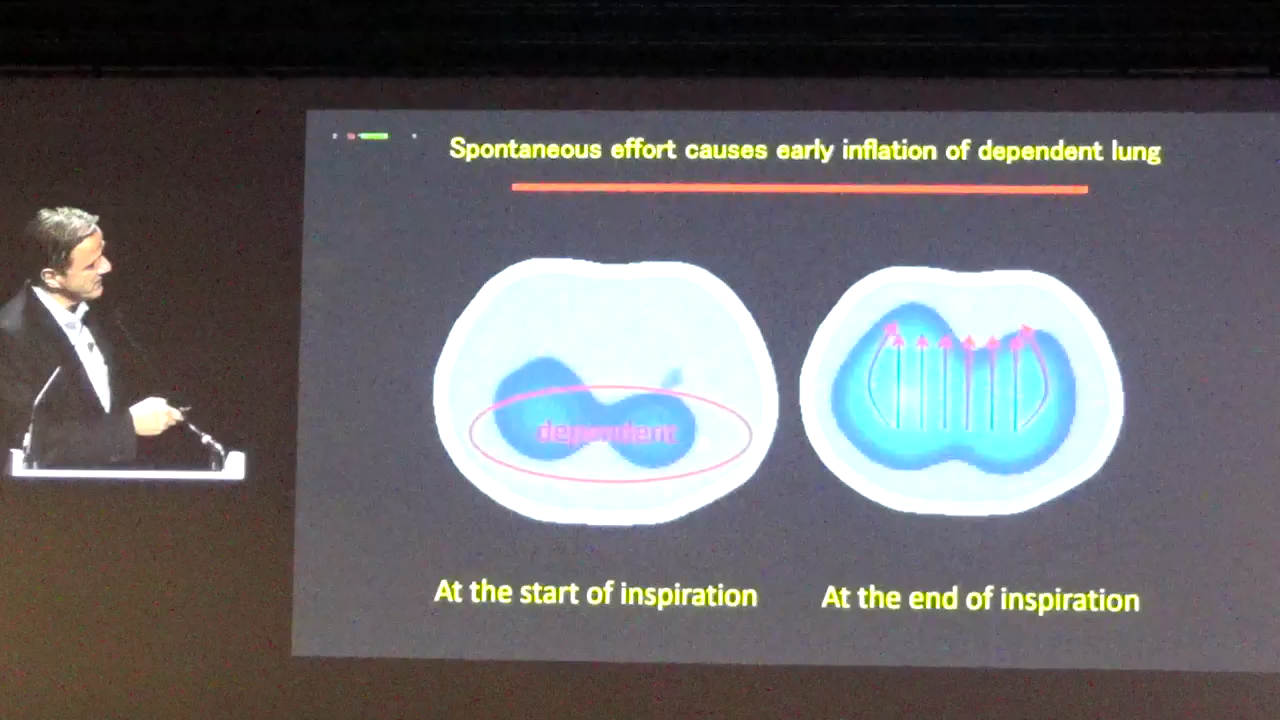 Spontaneous effort causes early inflation of dependent lung
dependent
At the start of inspiration
At the end of inspiration